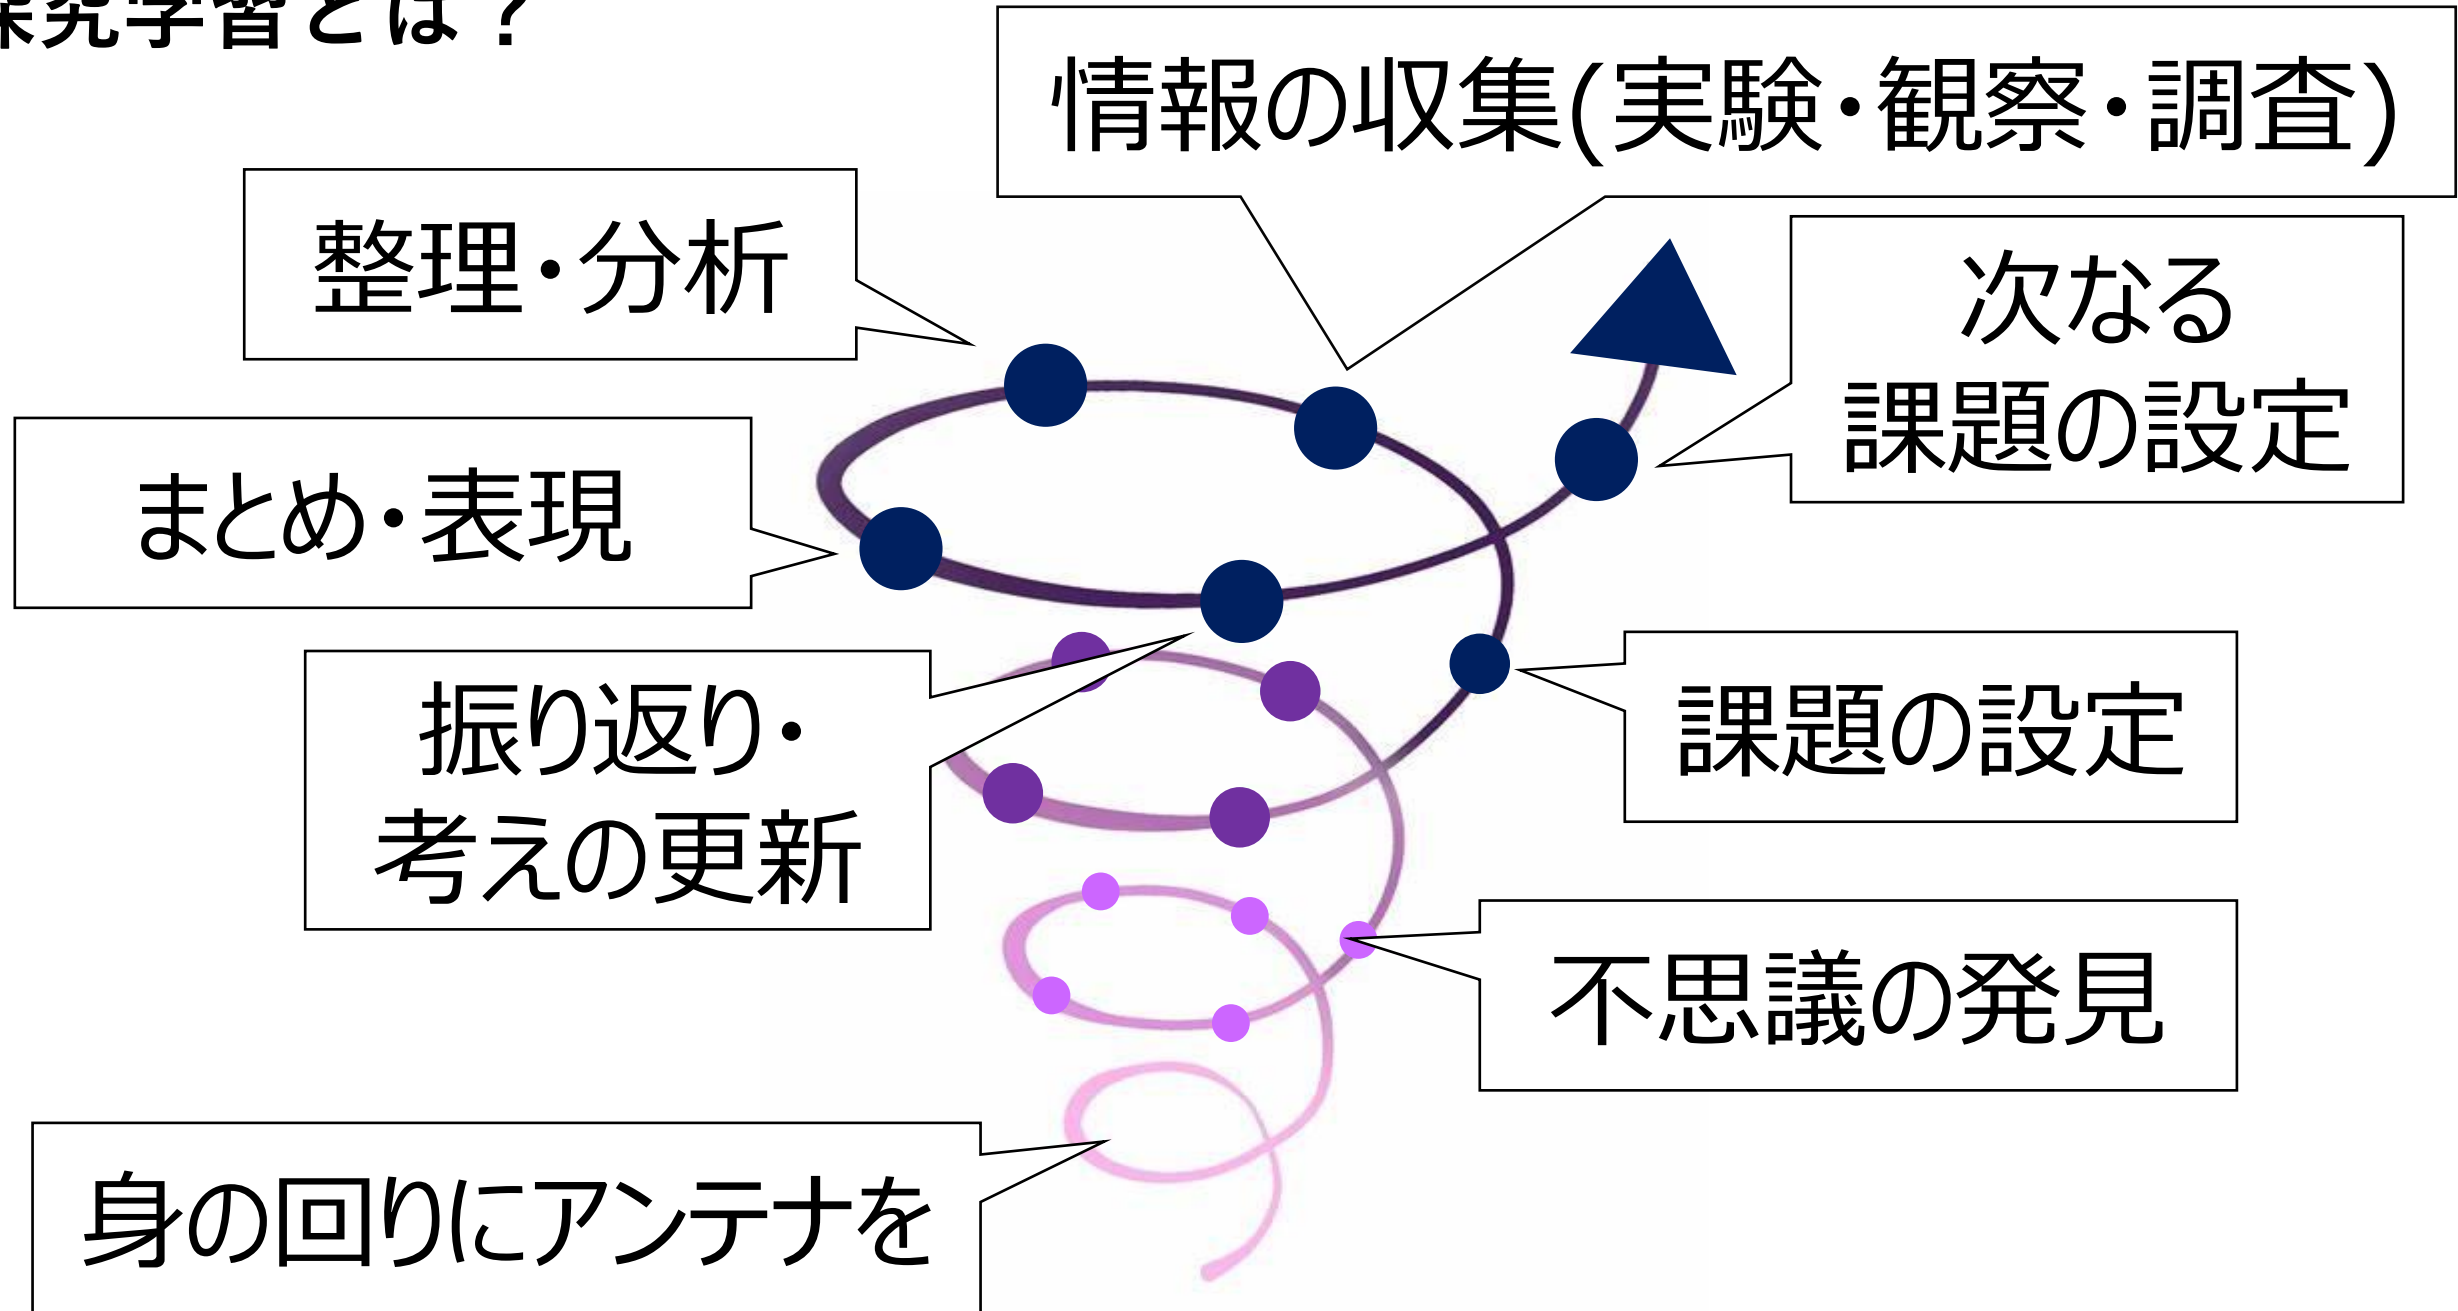 探究学習とは？
情報の収集(実験・観察・調査)
整理・分析
次なる
課題の設定
まとめ・表現
振り返り・
考えの更新
課題の設定
不思議の発見
身の回りにアンテナを